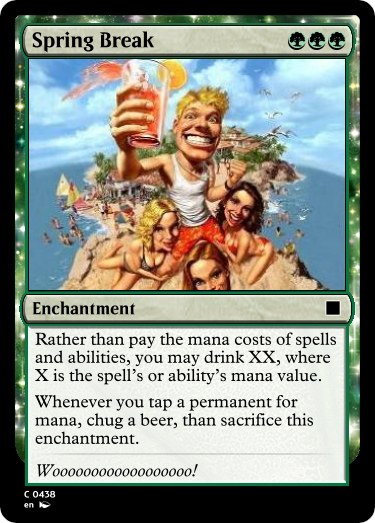 Spring Break
Enchantment
Rather than pay the mana costs of spells
and abilities, you may drink XX, where
X is the spell's or ability's mana value.
Whenever you tap a permanent for
mana, chug a beer, than sacrifice this
enchantment.
Woooooooooooooooooo!
C 0438
en